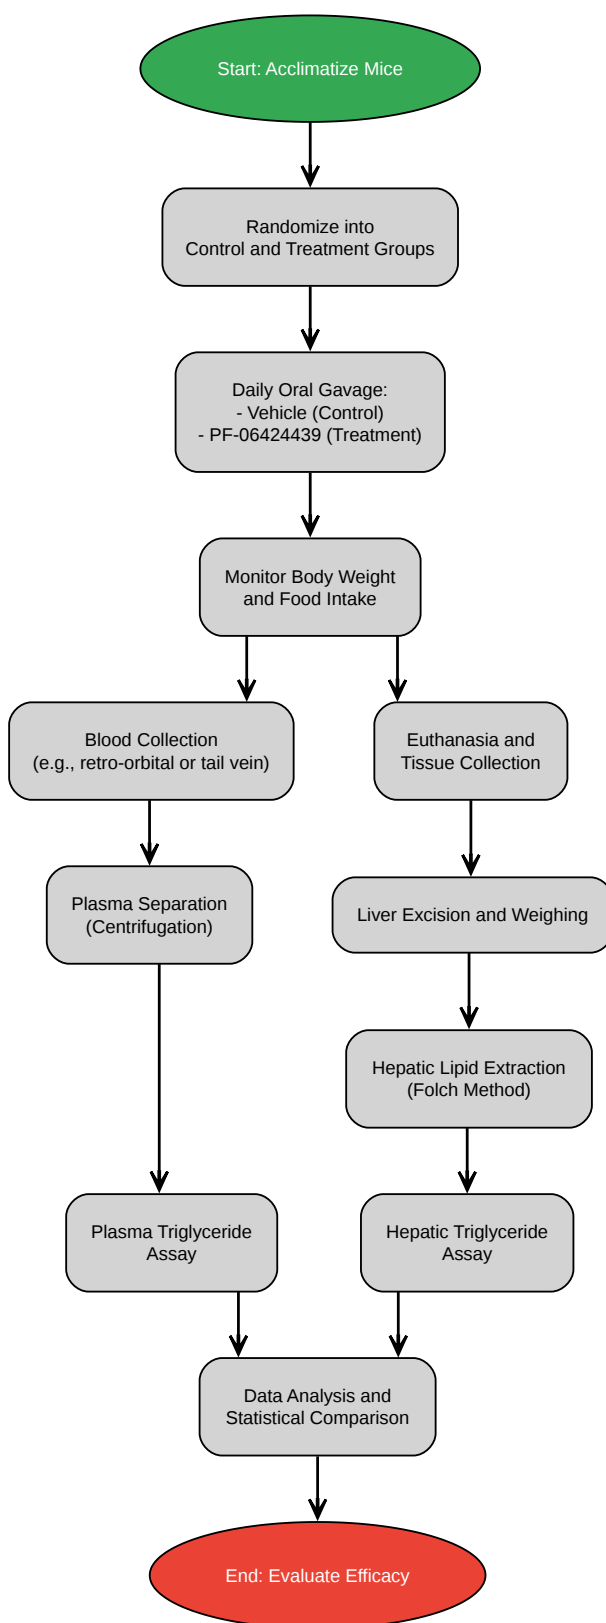 Start: Acclimatize Mice
Randomize into
Control and Treatment Groups
Daily Oral Gavage:
- Vehicle (Control)
- PF-06424439 (Treatment)
Monitor Body Weight
and Food Intake
Blood Collection
(e.g., retro-orbital or tail vein)
Euthanasia and
Tissue Collection
Plasma Separation
(Centrifugation)
Liver Excision and Weighing
Hepatic Lipid Extraction
(Folch Method)
Plasma Triglyceride
Assay
Hepatic Triglyceride
Assay
Data Analysis and
Statistical Comparison
End: Evaluate Efficacy